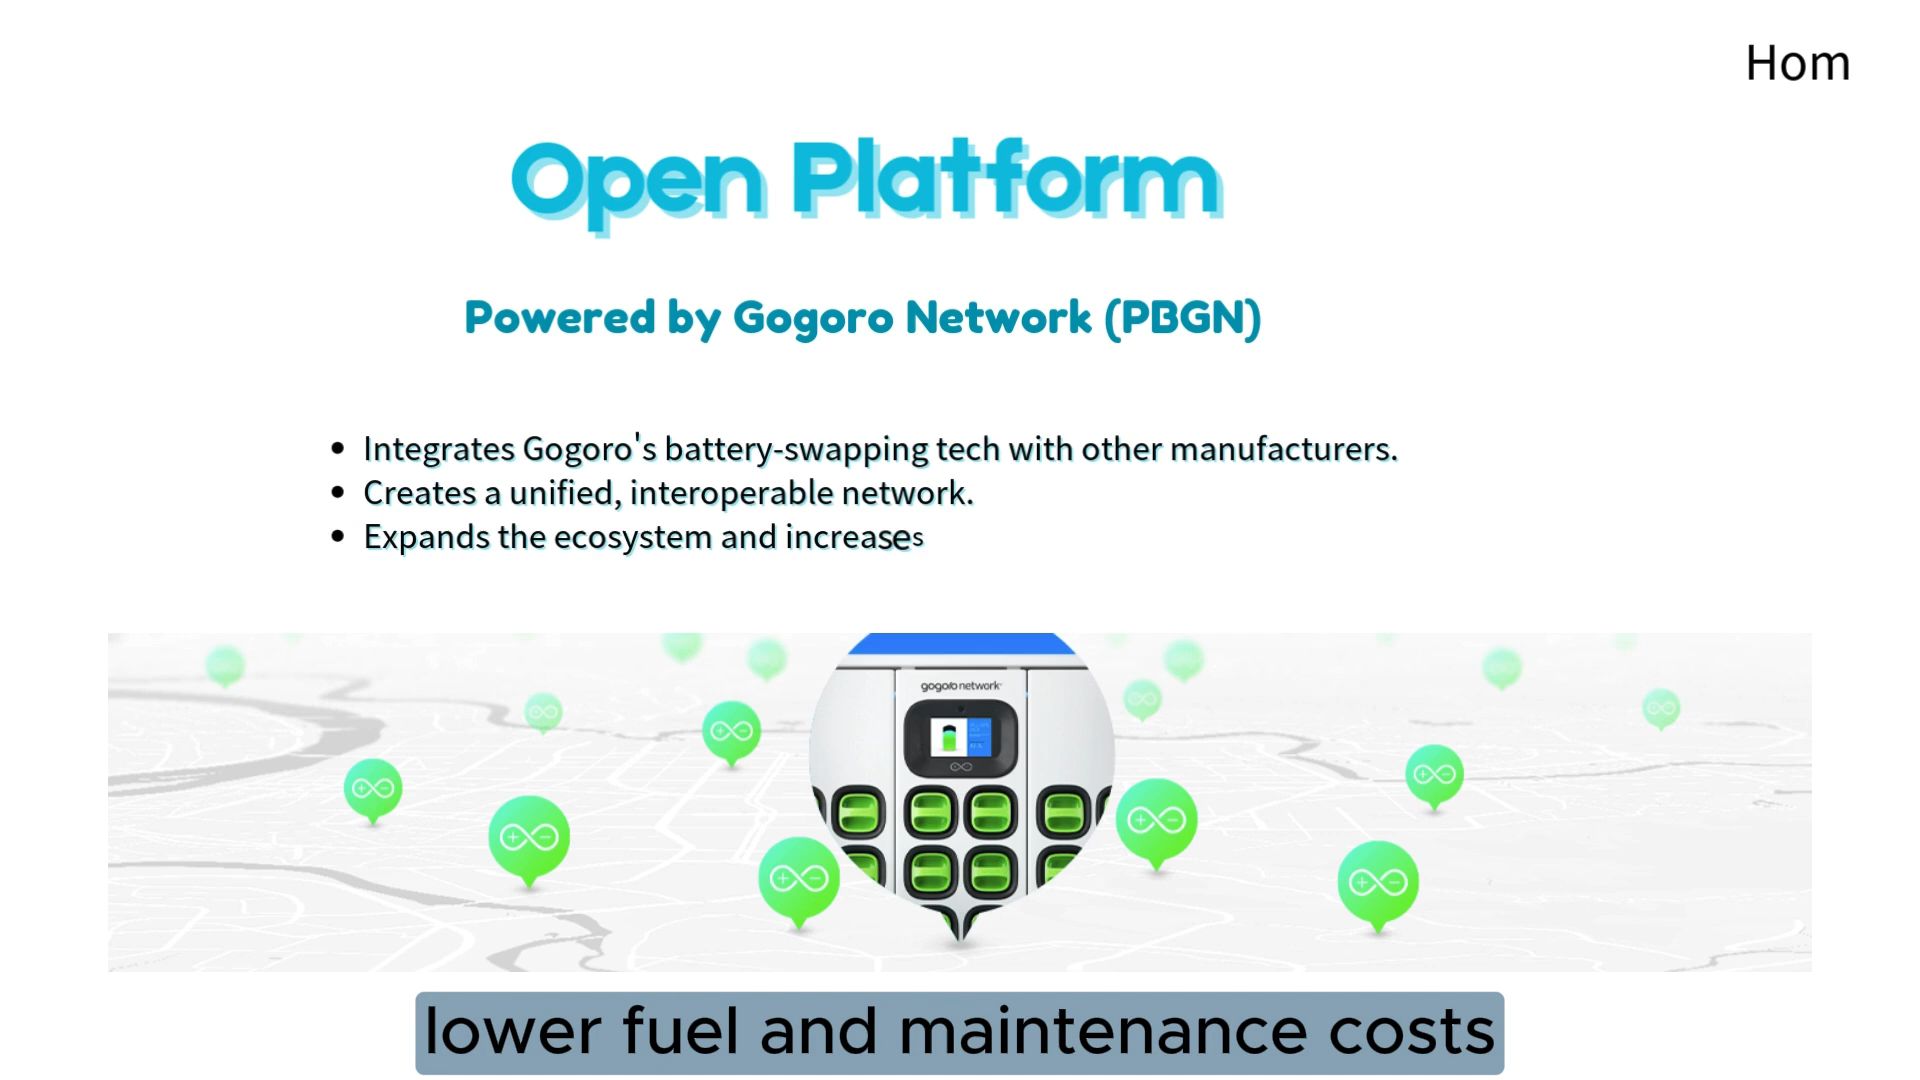 Hom
Open Platform
Powered by Gogoro Network (PBGN)
• Integrates Gogoro's battery-swapping tech with other manufacturers.
• Creates a unified, interoperable network.
• Expands the ecosystem and increases
gogoro network
lower fuel and maintenance costs